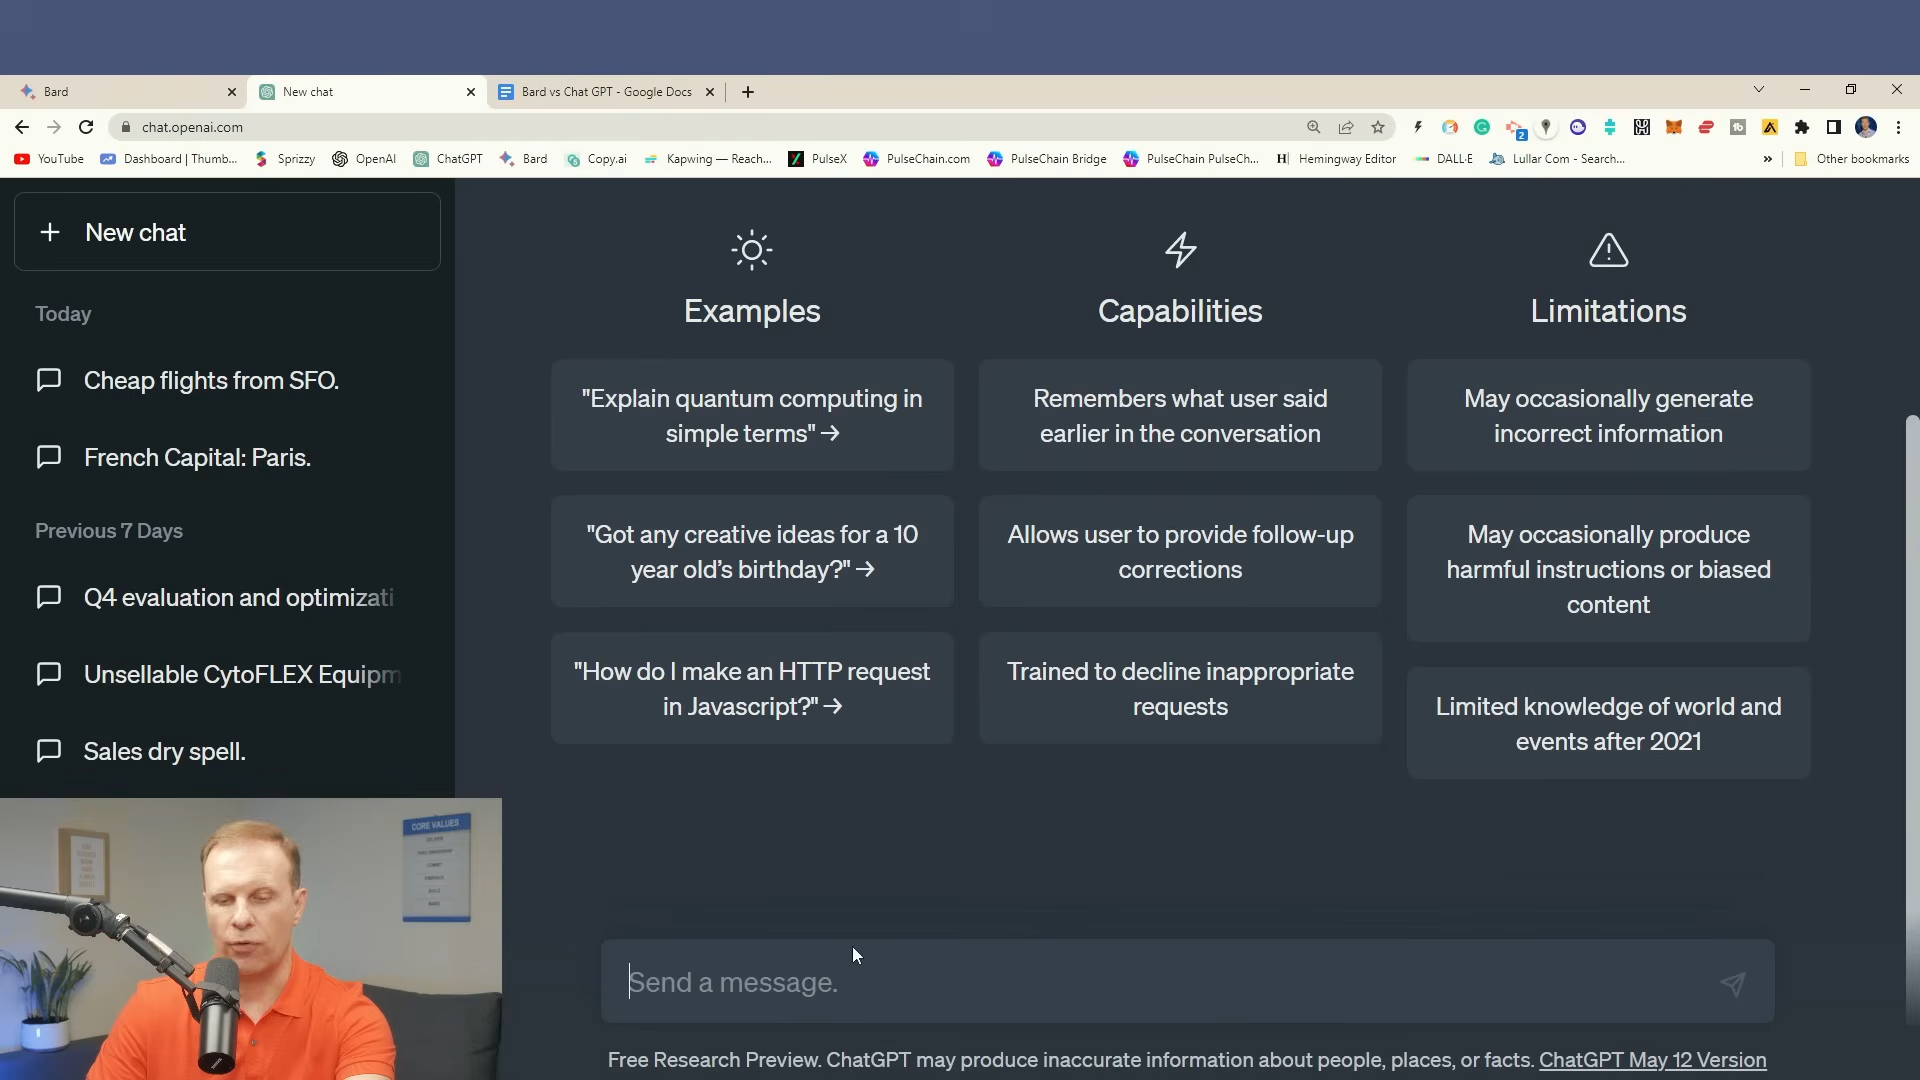 Bard
New chat
Bard vs Chat GPT - Google Docs
chat.openai.com
2
YouTube
Dashboard | Thumb...
Sprizzy
OpenAI
ChatGPT
Bard
Copy.ai
Kapwing — Reach...
PulseX
PulseChain.com
PulseChain Bridge
PulseChain PulseCh...
Hemingway Editor
DALL·E
Lullar Com - Search...
»
Other bookmarks
New chat
Today
Cheap flights from SFO.
French Capital: Paris.
Previous 7 Days
Q4 evaluation and optimizati
Unsellable CytoFLEX Equipm
Sales dry spell.
Examples
"Explain quantum computing in
simple terms" →
"Got any creative ideas for a 10
year old’s birthday?" →
"How do I make an HTTP request
in Javascript?" →
Capabilities
Remembers what user said
earlier in the conversation
Allows user to provide follow-up
corrections
Trained to decline inappropriate
requests
Limitations
May occasionally generate
incorrect information
May occasionally produce
harmful instructions or biased
content
Limited knowledge of world and
events after 2021
CORE VALUES
Send a message.
Free Research Preview. ChatGPT may produce inaccurate information about people, places, or facts. ChatGPT May 12 Version